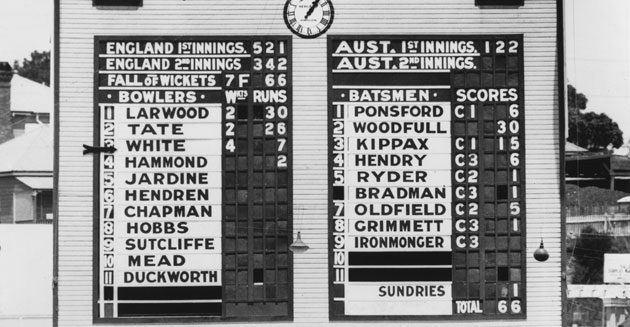 ENGLAND 1ST INNINGS. 521
ENGLAND 2ND INNINGS 342
FALL OF WICKETS 7 F 66
· BOWLERS · WKTS RUNS
1 LARWOOD 2 30
2 TATE 2 26
3 WHITE 4 7
4 HAMMOND 2
5 JARDINE
6 HENDREN
7 CHAPMAN
8 HOBBS
9 SUTCLIFFE
10 MEAD
11 DUCKWORTH
AUST. 1ST INNINGS. 122
AUST. 2ND INNINGS.
· BATSMEN · SCORES
1 PONSFORD C1 6
2 WOODFULL 30
3 KIPPAX C1 15
4 HENDRY C3 6
5 RYDER C1 1
BRADMAN C3 1
7 OLDFIELD C2 5
8 GRIMMETT C3 1
9 IRONMONGER C3
10
11
SUNDRIES 1
TOTAL 66